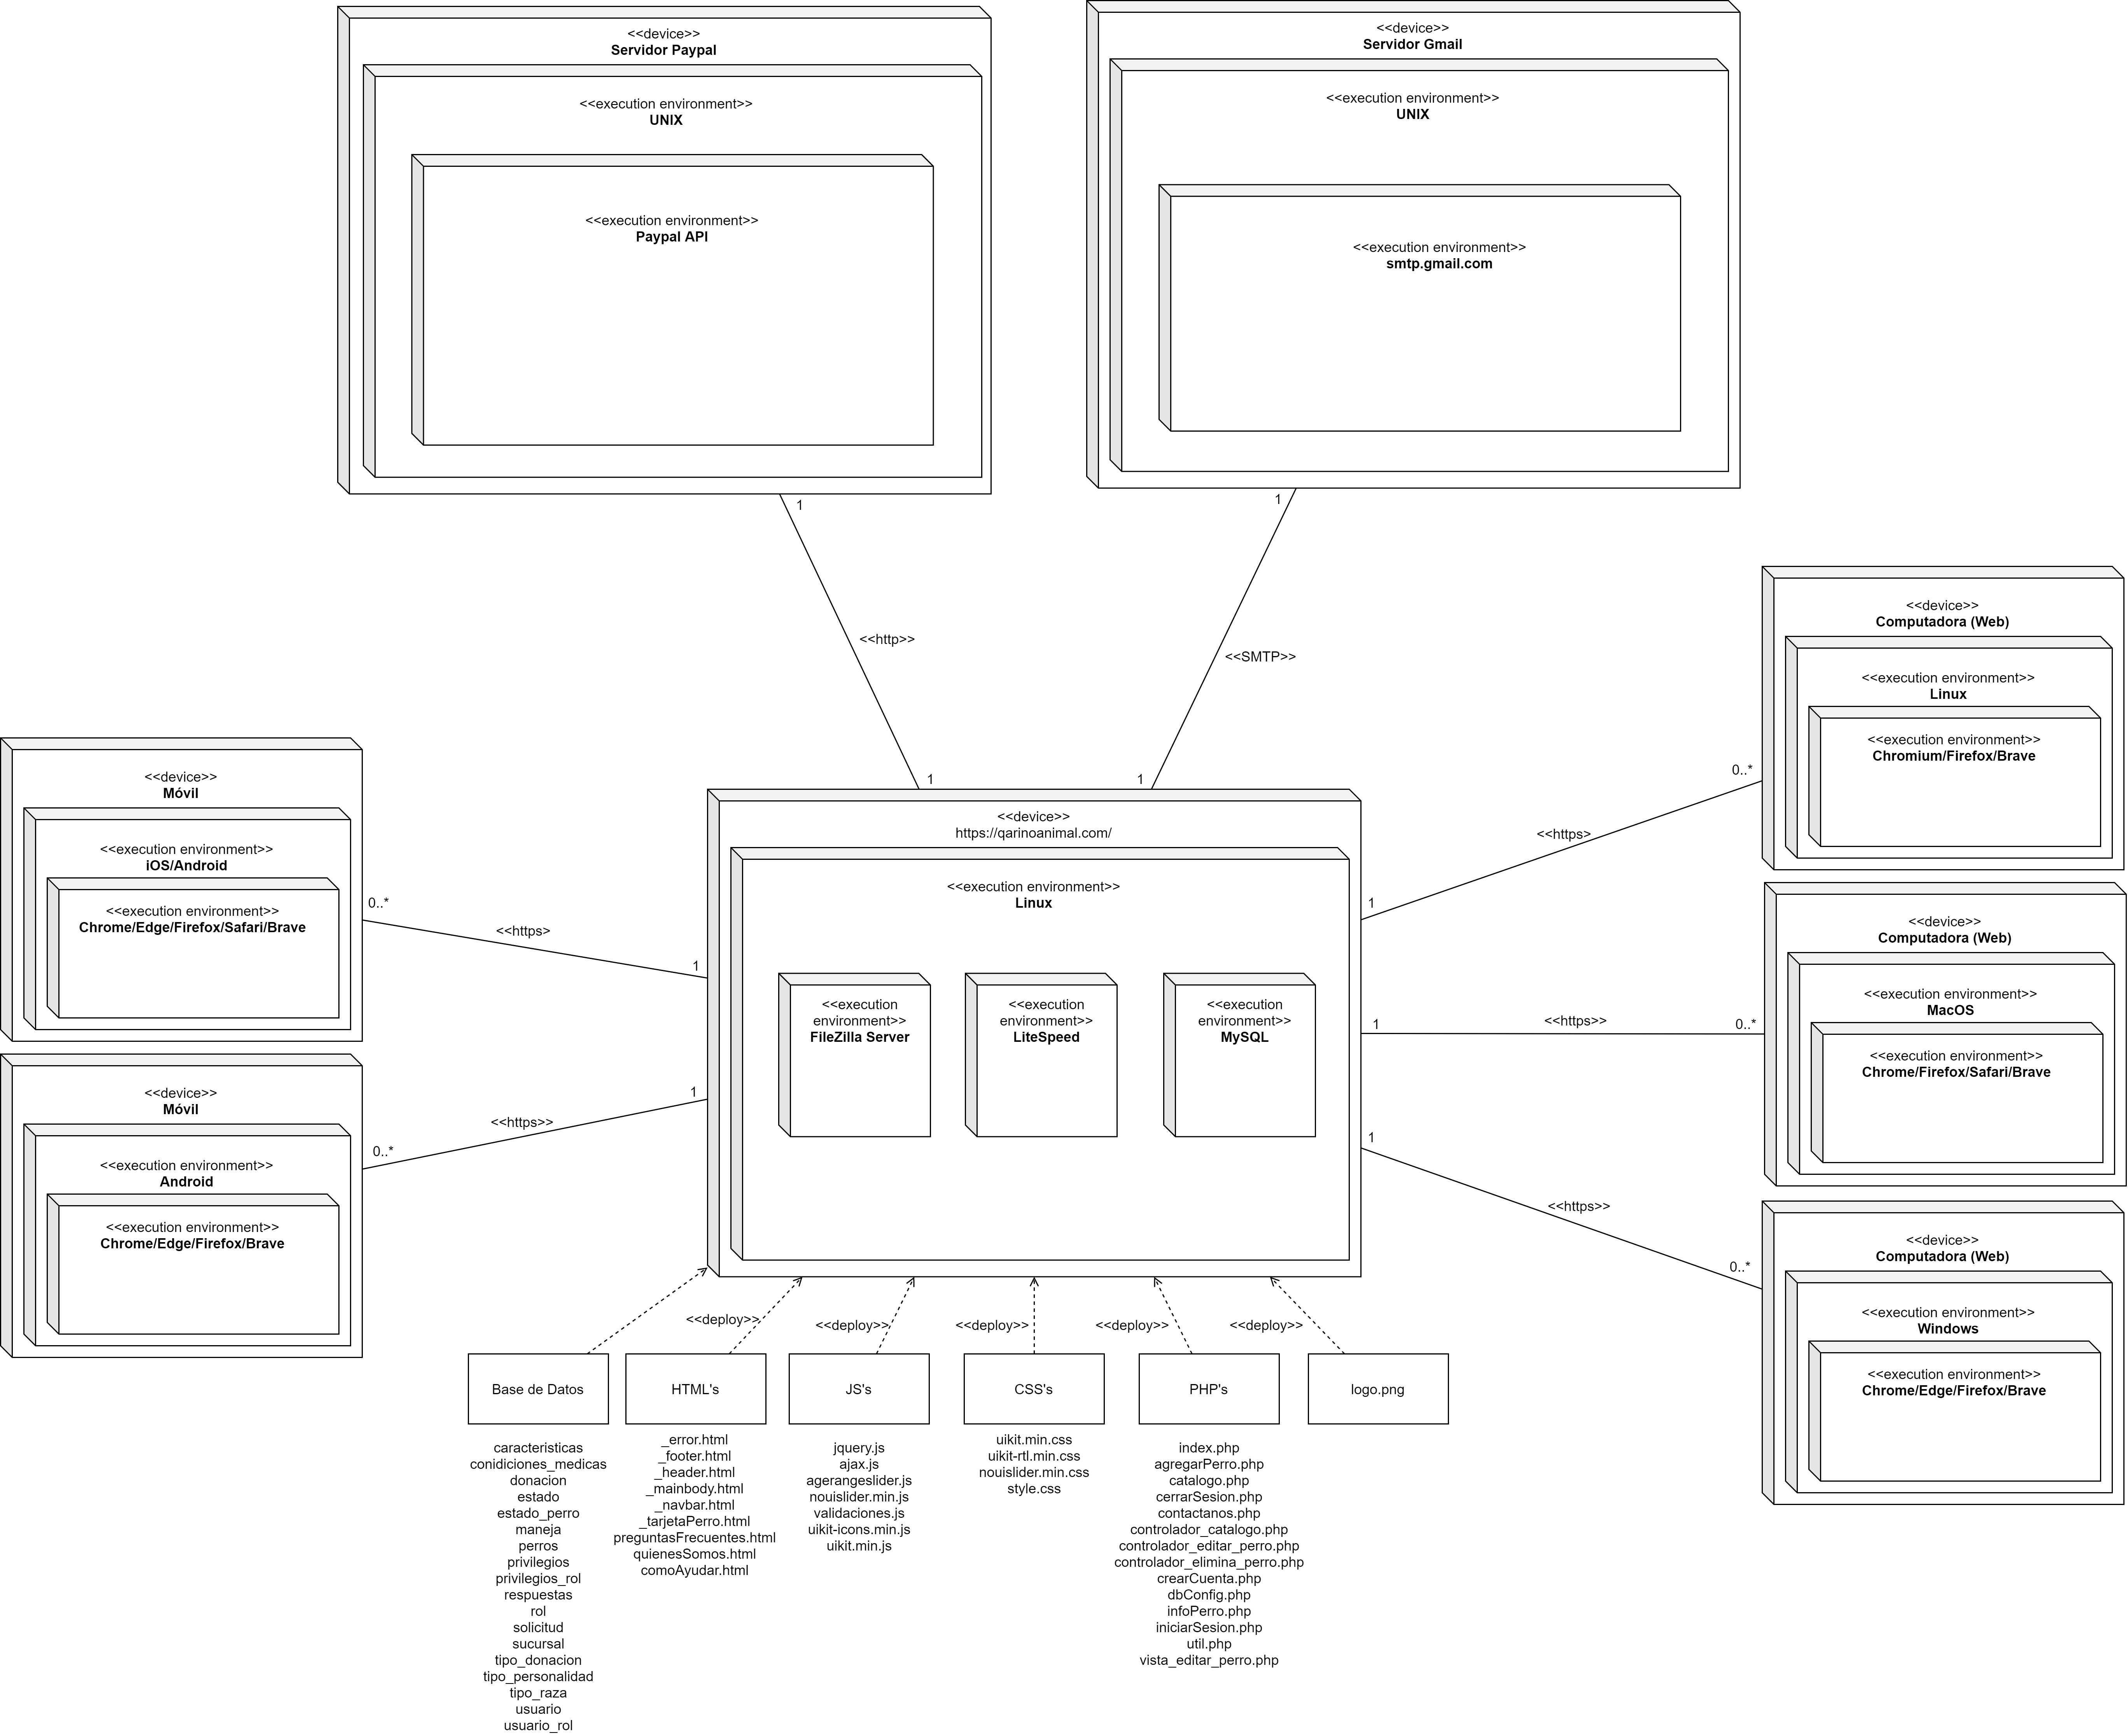 <<device>>
Servidor Paypal
<<execution environment>>
UNIX
<<execution environment>>
Paypal API
<<device>>
Servidor Gmail
<<execution environment>>
UNIX
<<execution environment>>
smtp.gmail.com
1
1
<<http>>
<<SMTP>>
1
1
<<device>>
Móvil
<<execution environment>>
iOS/Android
<<execution environment>>
Chrome/Edge/Firefox/Safari/Brave
0..*
<<https>
1
<<device>>
Móvil
<<execution environment>>
Android
<<execution environment>>
Chrome/Edge/Firefox/Brave
0..*
<<https>>
1
<<device>>
https://qarinoanimal.com/
<<execution environment>>
Linux
<<execution
environment>>
FileZilla Server
<<execution
environment>>
LiteSpeed
<<execution
environment>>
MySQL
1
<<https>
0..*
<<device>>
Computadora (Web)
<<execution environment>>
Linux
<<execution environment>>
Chromium/Firefox/Brave
1
<<https>>
0..*
<<device>>
Computadora (Web)
<<execution environment>>
MacOS
<<execution environment>>
Chrome/Firefox/Safari/Brave
1
<<https>>
0..*
<<device>>
Computadora (Web)
<<execution environment>>
Windows
<<execution environment>>
Chrome/Edge/Firefox/Brave
<<deploy>>
<<deploy>>
<<deploy>>
<<deploy>>
<<deploy>>
Base de Datos
caracteristicas
conidiciones_medicas
donacion
estado
estado_perro
maneja
perros
privilegios
privilegios_rol
respuestas
rol
solicitud
sucursal
tipo_donacion
tipo_personalidad
tipo_raza
usuario
usuario_rol
HTML's
_error.html
_footer.html
_header.html
_mainbody.html
_navbar.html
_tarjetaPerro.html
preguntasFrecuentes.html
quienesSomos.html
comoAyudar.html
JS's
jquery.js
ajax.js
agerangeslider.js
nouislider.min.js
validaciones.js
uikit-icons.min.js
uikit.min.js
CSS's
uikit.min.css
uikit-rtl.min.css
nouislider.min.css
style.css
PHP's
index.php
agregarPerro.php
catalogo.php
cerrarSesion.php
contactanos.php
controlador_catalogo.php
controlador_editar_perro.php
controlador_elimina_perro.php
crearCuenta.php
dbConfig.php
infoPerro.php
iniciarSesion.php
util.php
vista_editar_perro.php
logo.png